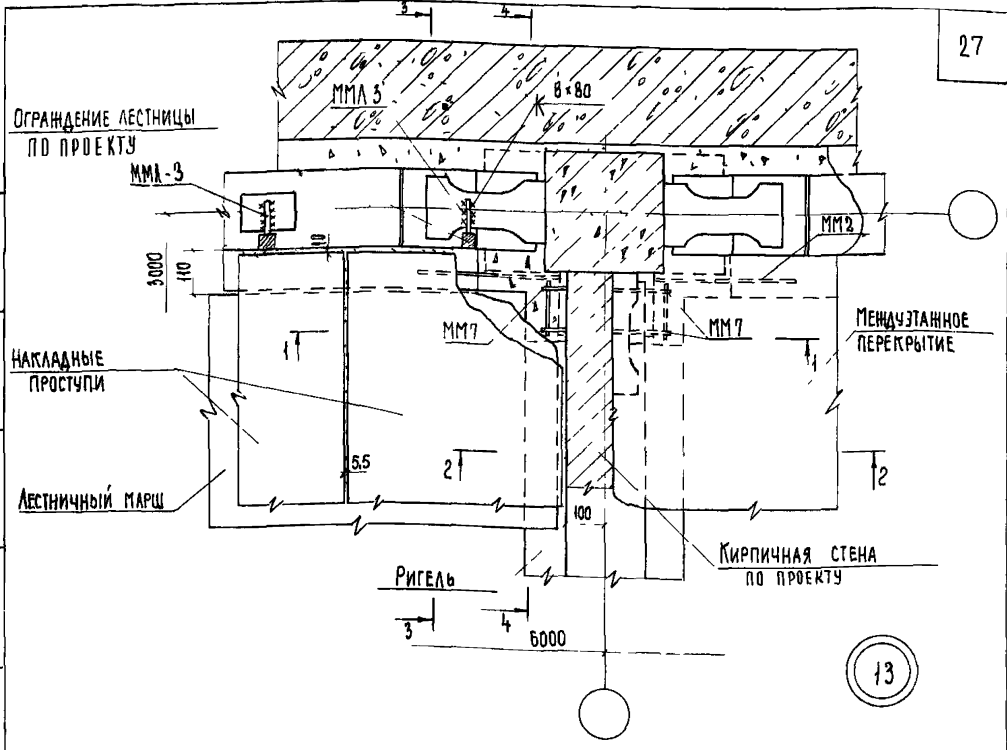 3
4
27
ММЛ 3
8×80
Ограждение лестницы
по проекту
ММЛ-3
ММ2
10
3000
110
ММ7
ММ7
Междуэтажное
перекрытие
1
1
Накладные
проступи
5.5
2
2
Лестничный марш
100
Кирпичная стена
по проекту
Ригель
3
4
6000
13